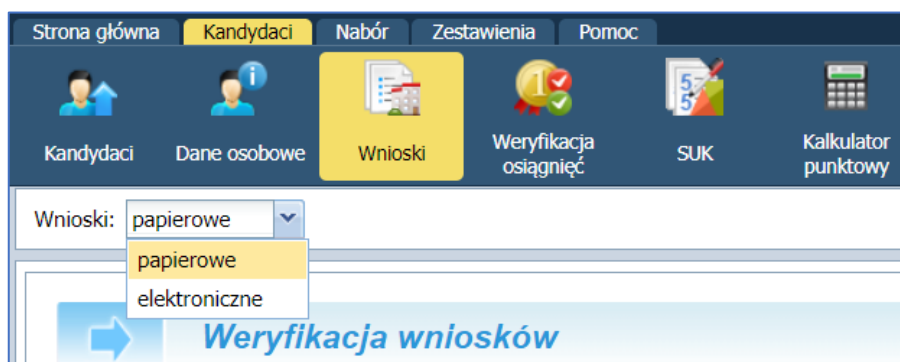 Strona główna Kandydaci Nabór Zestawienia Pomoc
Kandydaci Dane osobowe Wnioski Weryfikacja osiągnięć SUK Kalkulator punktowy
Wnioski: papierowe
papierowe
elektroniczne
Weryfikacja wniosków